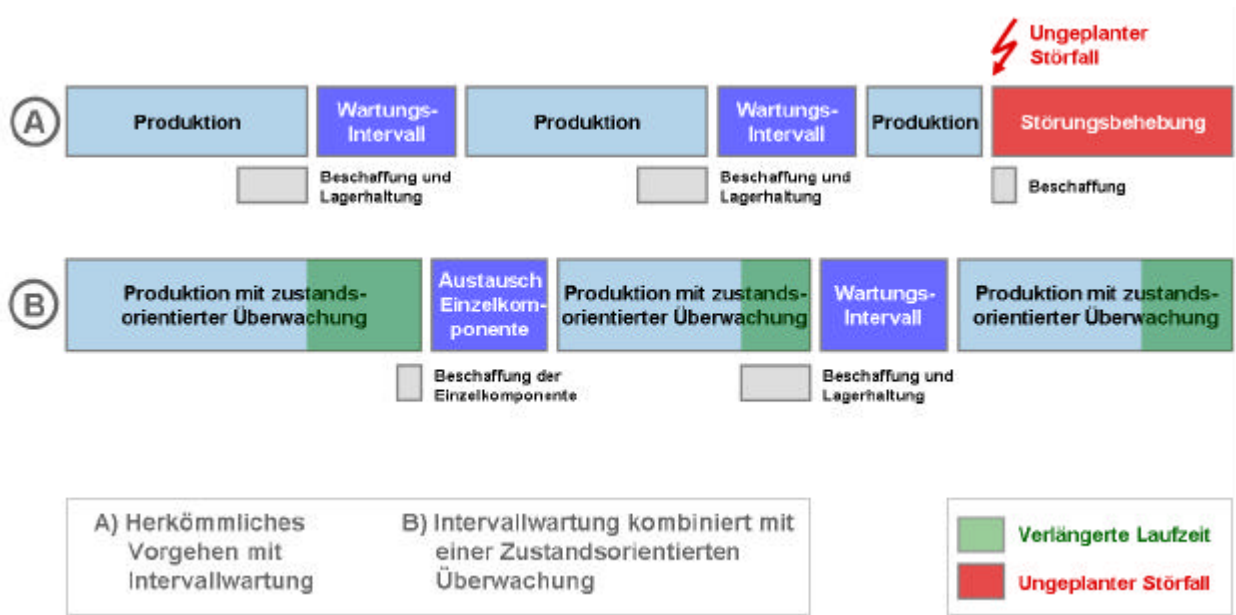 Ungeplanter
Störfall
A
Produktion
Wartungs-
Intervall
Produktion
Wartungs-
Intervall
Produktion
Störungsbehebung
Beschaffung und
Lagerhaltung
Beschaffung und
Lagerhaltung
Beschaffung
B
Produktion mit zustands-
orientierter Überwachung
Austausch
Einzelkom-
ponente
Produktion mit zustands-
orientierter Überwachung
Wartungs-
Intervall
Produktion mit zustands-
orientierter Überwachung
Beschaffung der
Einzelkomponente
Beschaffung und
Lagerhaltung
A) Herkömmliches
Vorgehen mit
Intervallwartung
B) Intervallwartung kombiniert mit
einer Zustandsorientierten
Überwachung
Verlängerte Laufzeit
Ungeplanter Störfall